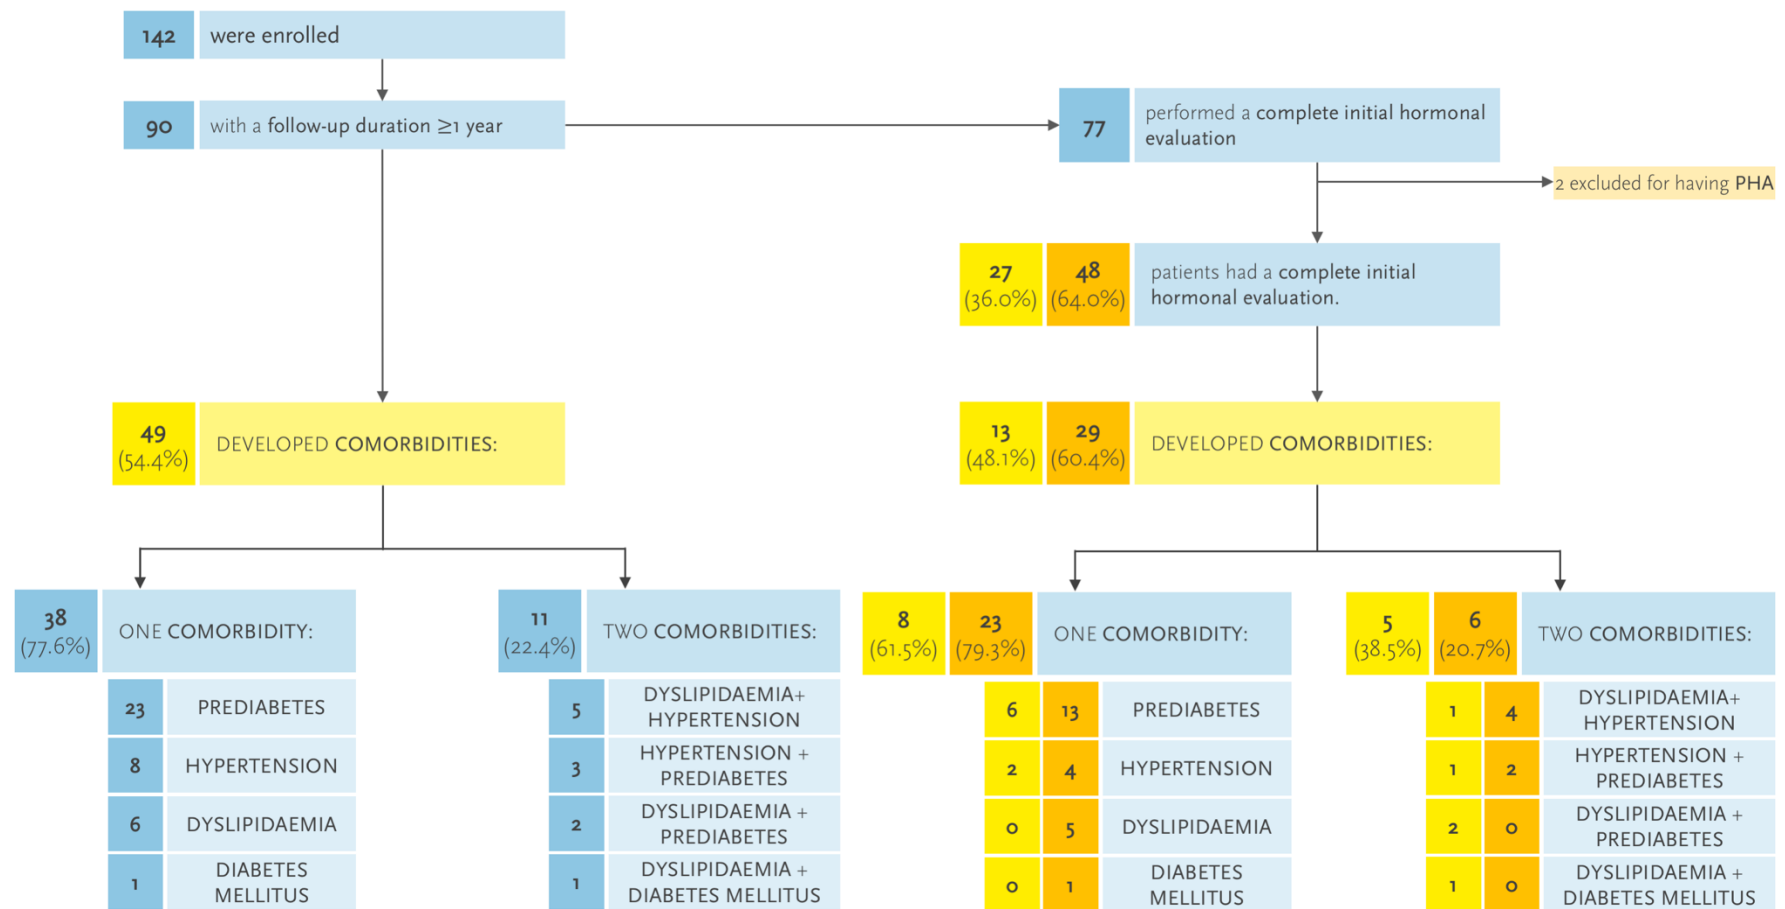 142 were enrolled
90 with a follow-up duration ≥1 year
77 performed a complete initial hormonal
evaluation
2 excluded for having PHA
27 48 patients had a complete initial
(36.0%) (64.0%) hormonal evaluation.
49 DEVELOPED COMORBIDITIES:
(54.4%)
13 29 DEVELOPED COMORBIDITIES:
(48.1%) (60.4%)
38 ONE COMORBIDITY:
(77.6%)
23 PREDIABETES
8 HYPERTENSION
6 DYSLIPIDAEMIA
1 DIABETES
MELLITUS
11 TWO COMORBIDITIES:
(22.4%)
5 DYSLIPIDAEMIA+
HYPERTENSION
3 HYPERTENSION +
PREDIABETES
2 DYSLIPIDAEMIA +
PREDIABETES
1 DYSLIPIDAEMIA +
DIABETES MELLITUS
8 23 ONE COMORBIDITY:
(61.5%) (79.3%)
6 13 PREDIABETES
2 4 HYPERTENSION
0 5 DYSLIPIDAEMIA
0 1 DIABETES
MELLITUS
5 6 TWO COMORBIDITIES:
(38.5%) (20.7%)
1 4 DYSLIPIDAEMIA+
HYPERTENSION
1 2 HYPERTENSION +
PREDIABETES
2 0 DYSLIPIDAEMIA +
PREDIABETES
1 0 DYSLIPIDAEMIA +
DIABETES MELLITUS